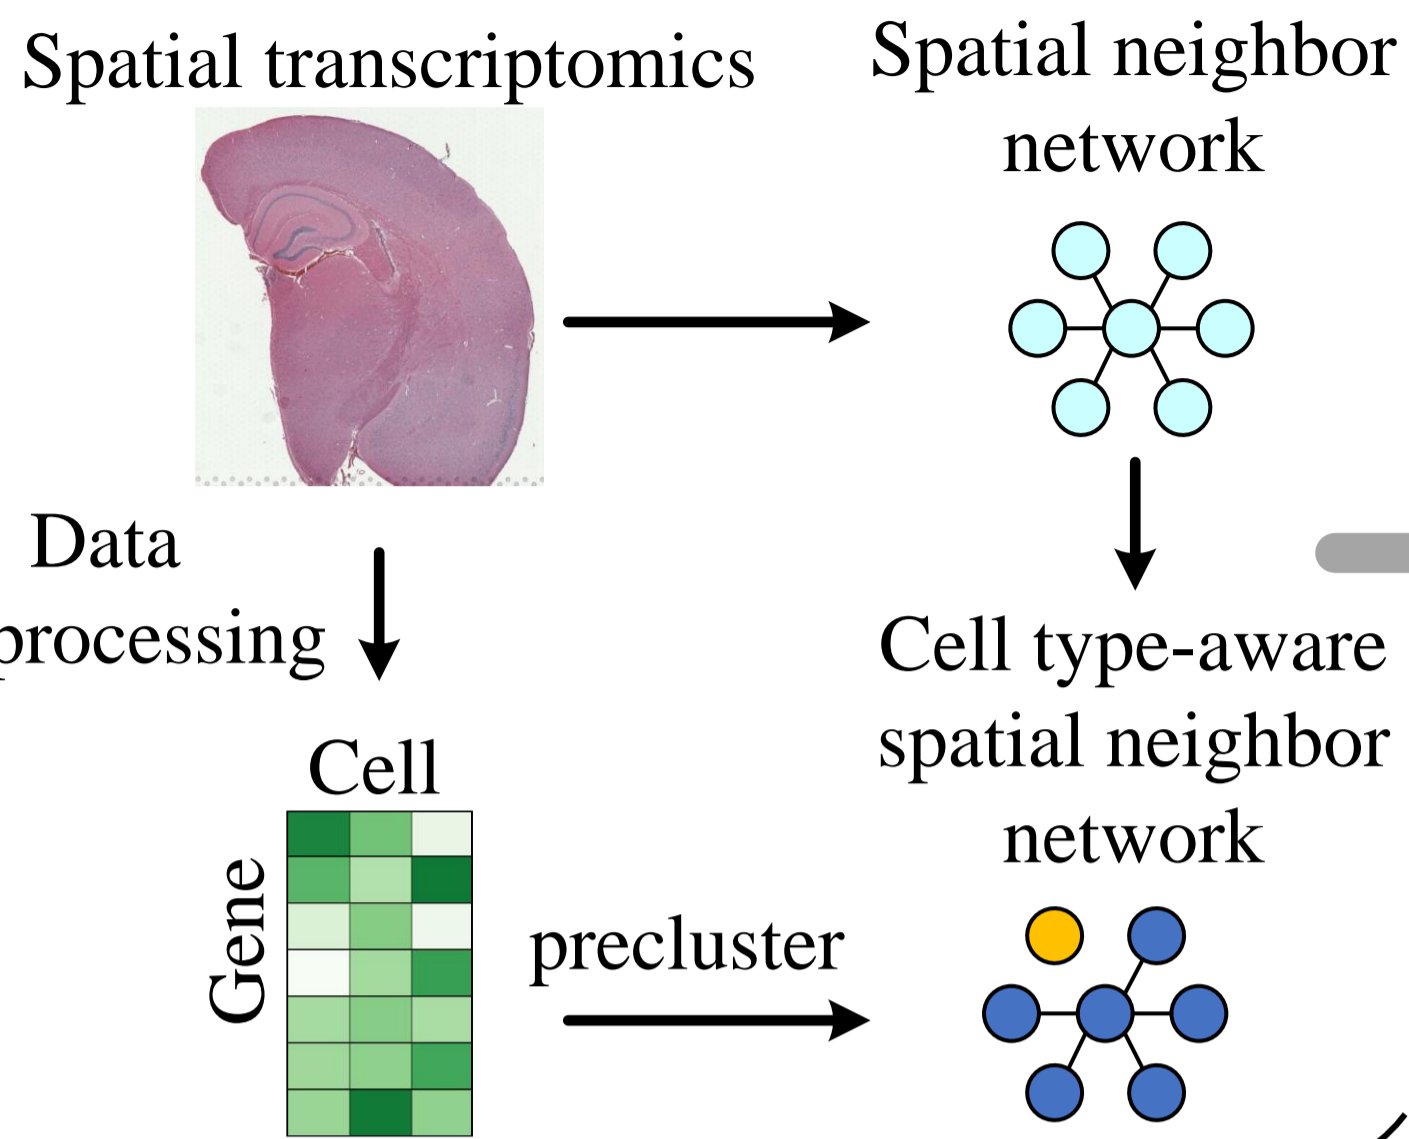 Spatial transcriptomics
Spatial neighbor
network
Data
processing
Cell type-aware
spatial neighbor
network
Cell
Gene
precluster